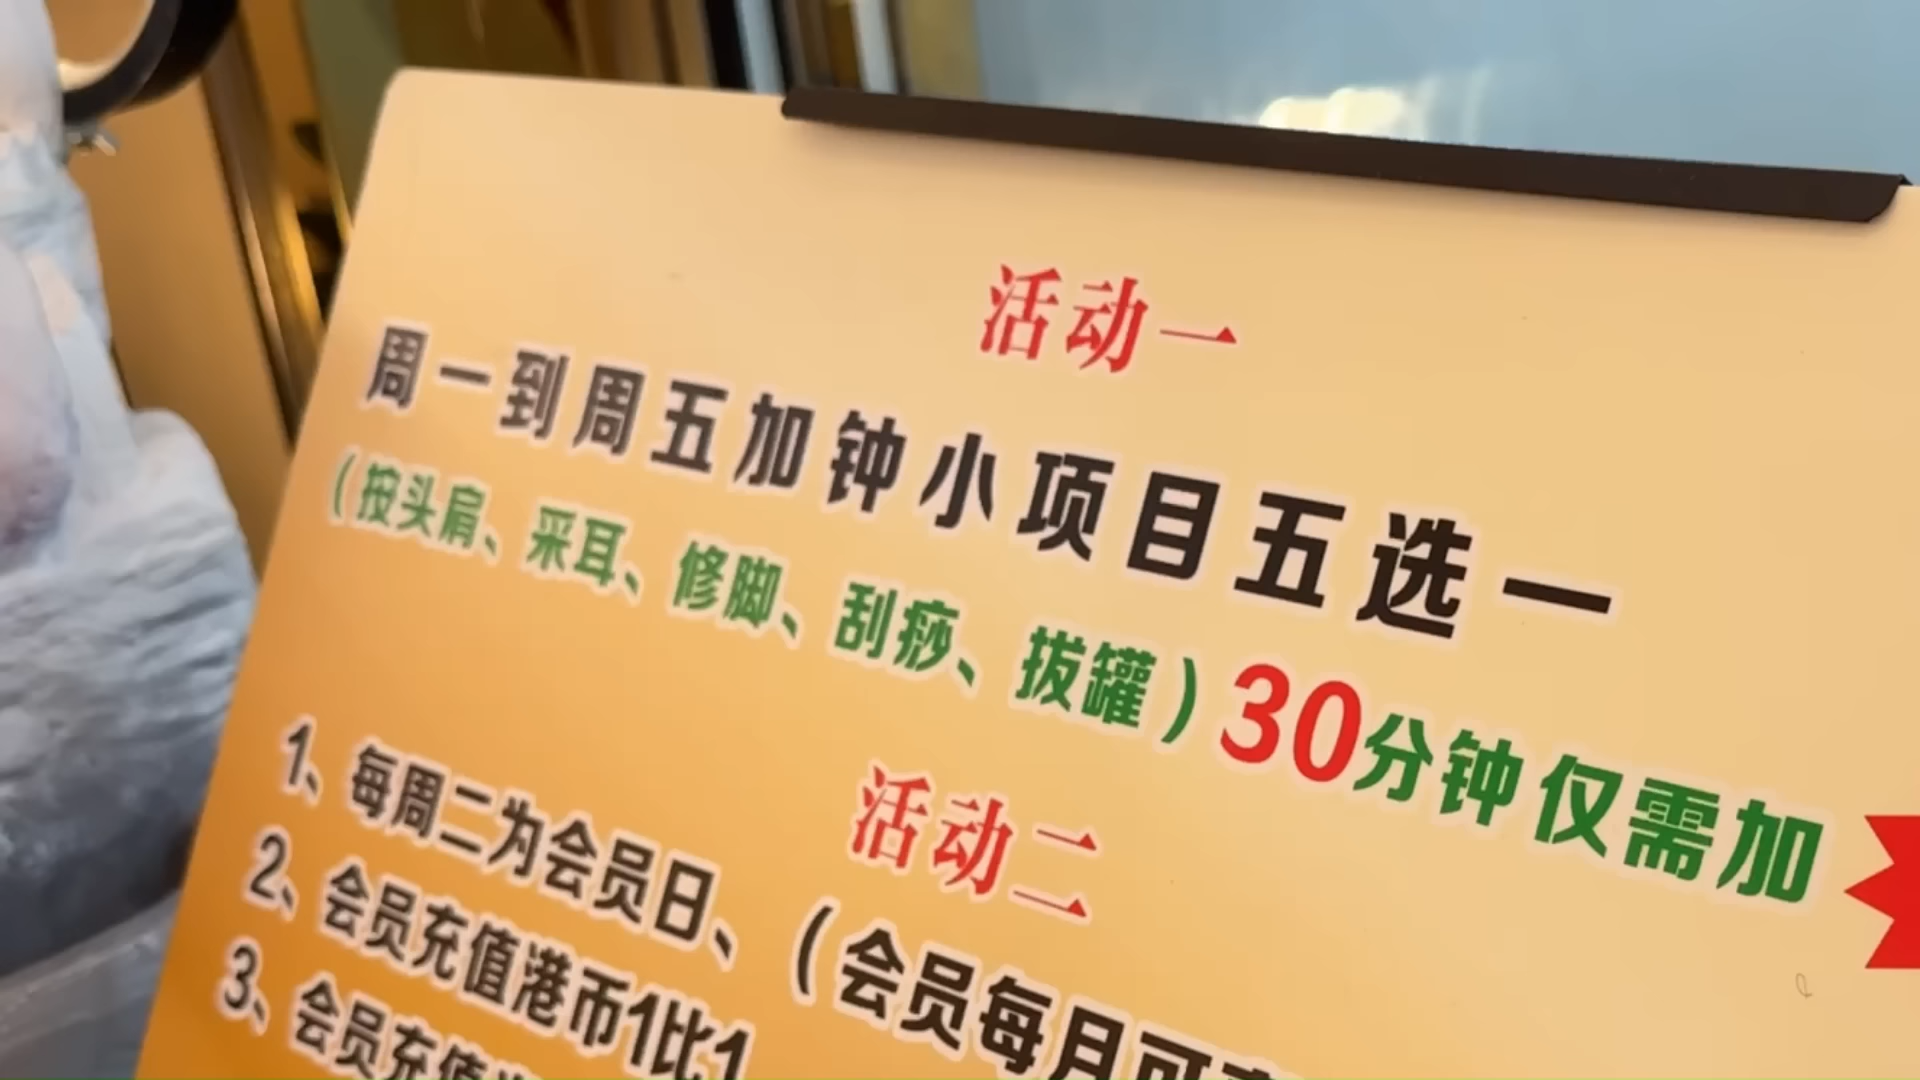 活动一
周一到周五加钟小项目五选一
（按头肩、采耳、修脚、刮痧、拔罐）30分钟仅需加
活动二
1、每周二为会员日、（会员每月可
2、会员充值港币1比1
3、会员充值